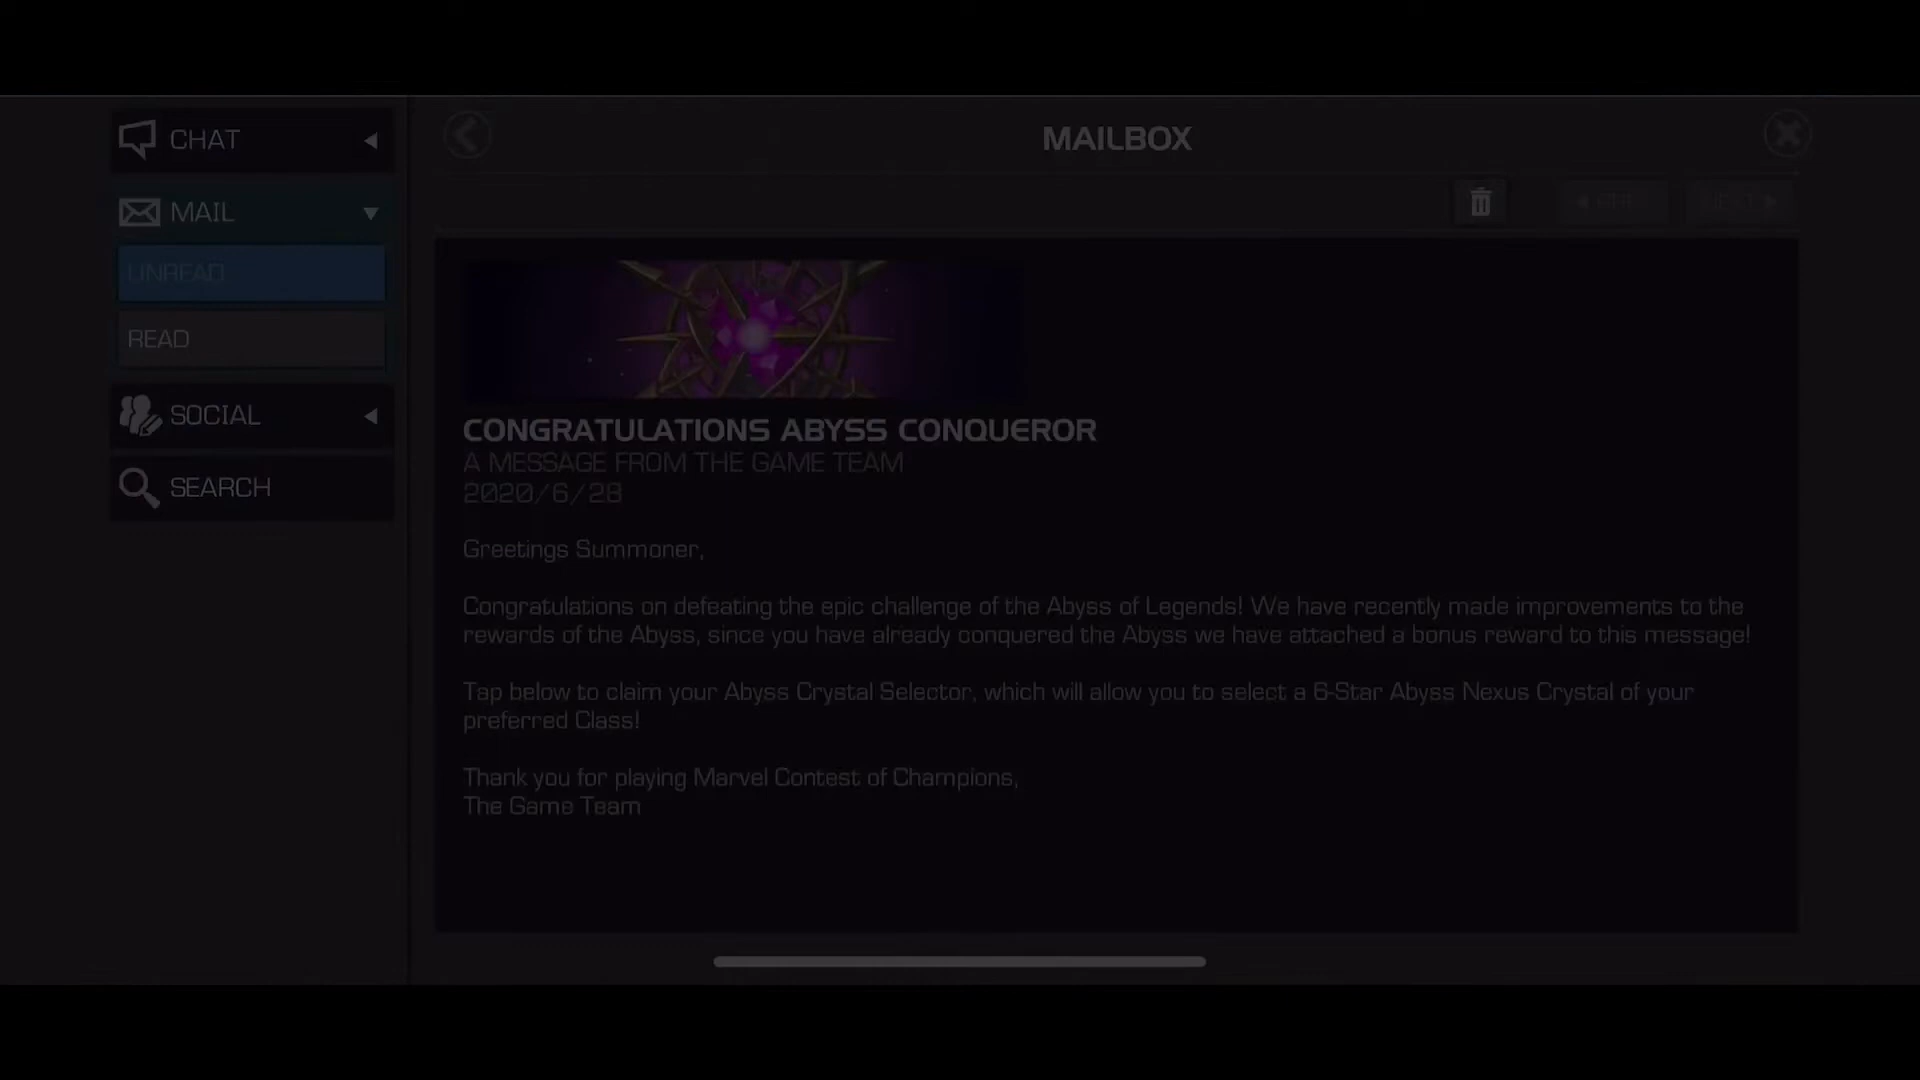 CHAT
MAILBOX
MAIL
UNREAD
READ
SOCIAL
SEARCH
CONGRATULATIONS ABYSS CONQUEROR
A MESSAGE FROM THE GAME TEAM
2020/6/28
Greetings Summoner,
Congratulations on defeating the epic challenge of the Abyss of Legends! We have recently made improvements to the
rewards of the Abyss, since you have already conquered the Abyss we have attached a bonus reward to this message!
Tap below to claim your Abyss Crystal Selector, which will allow you to select a 6-Star Abyss Nexus Crystal of your
preferred Class!
Thank you for playing Marvel Contest of Champions,
The Game Team